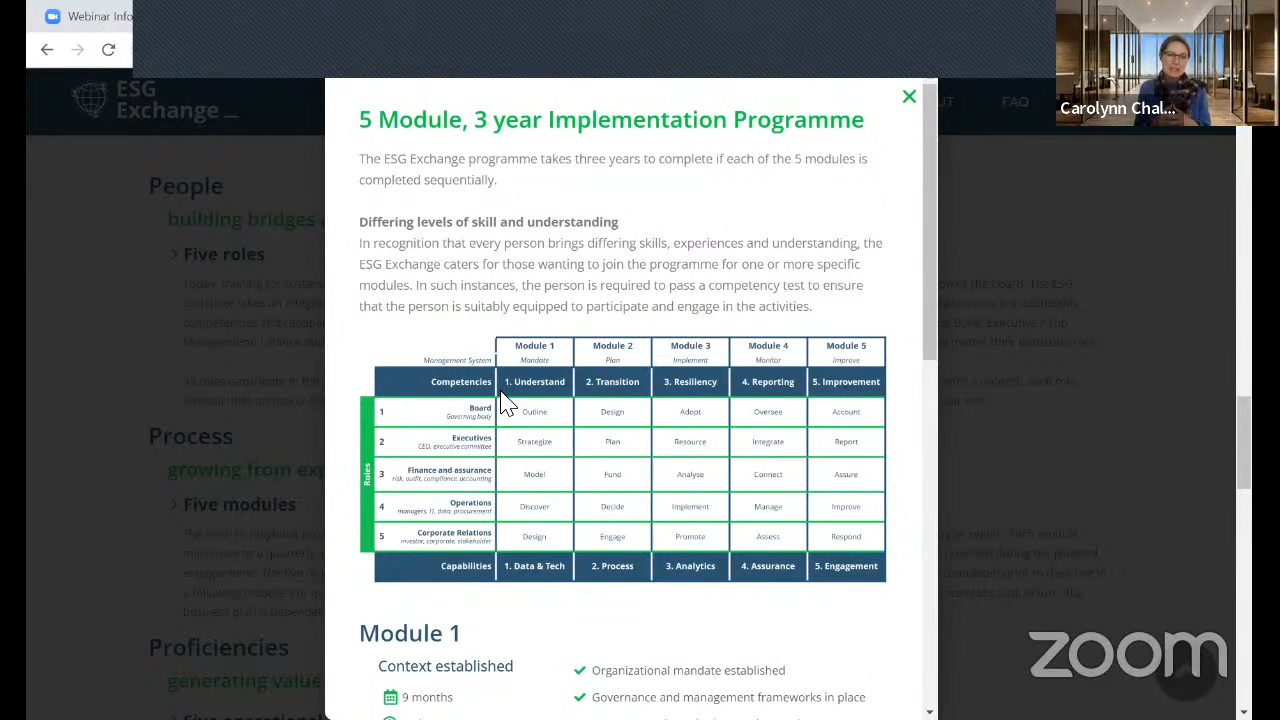 Webinar Info
ESG
Exchange
UT
FAQ
Carolynn Chal...
5 Module, 3 year Implementation Programme
The ESG Exchange programme takes three years to complete if each of the 5 modules is
completed sequentially.
Differing levels of skill and understanding
In recognition that every person brings differing skills, experiences and understanding, the
ESG Exchange caters for those wanting to join the programme for one or more specific
modules. In such instances, the person is required to pass a competency test to ensure
that the person is suitably equipped to participate and engage in the activities.
Module 1 Module 2 Module 3 Module 4 Module 5
Management System Mandate Plan Implement Monitor Improve
Competencies 1. Understand 2. Transition 3. Resiliency 4. Reporting 5. Improvement
Roles
1 Board Outline Design Adopt Oversee Account
Governing body
2 Executives Strategize Plan Resource Integrate Report
CEO, executive committee
3 Finance and assurance Model Fund Analyse Connect Assure
risk, audit, compliance, accounting
4 Operations Discover Decide Implement Manage Improve
managers, IT, data, procurement
5 Corporate Relations Design Engage Promote Assess Respond
investor, corporate, stakeholder
Capabilities 1. Data & Tech 2. Process 3. Analytics 4. Assurance 5. Engagement
Module 1
Context established
9 months
Organizational mandate established
Governance and management frameworks in place
People
building bridges
Five roles
Process
growing from exp
Five modules
Proficiencies
generating value
zoom